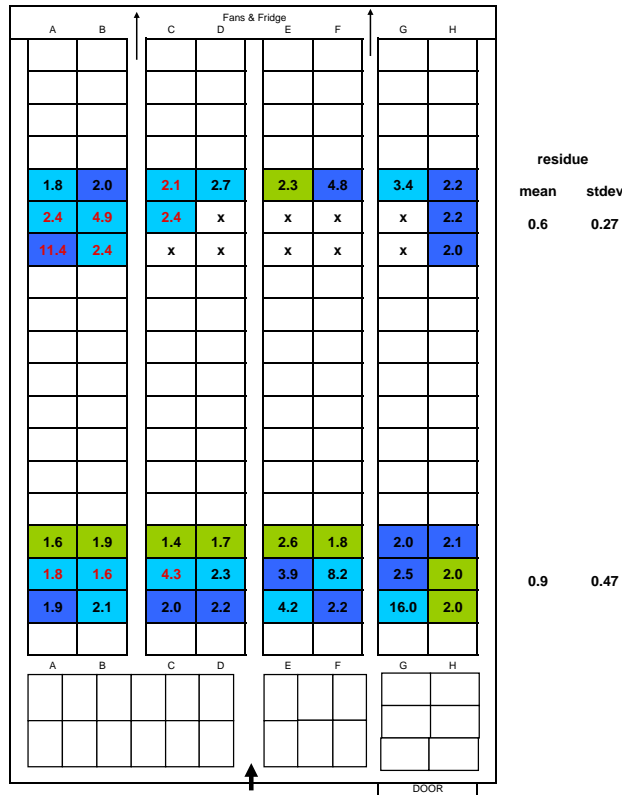 Fans & Fridge
A B C D E F G H
1.8 2.0 2.1 2.7 2.3 4.8 3.4 2.2
2.4 4.9 2.4 x x x x 2.2
11.4 2.4 x x x x x 2.0
residue
mean stdev
0.6 0.27
1.6 1.9 1.4 1.7 2.6 1.8 2.0 2.1
1.8 1.6 4.3 2.3 3.9 8.2 2.5 2.0
1.9 2.1 2.0 2.2 4.2 2.2 16.0 2.0
0.9 0.47
A B C D E F G H
DOOR